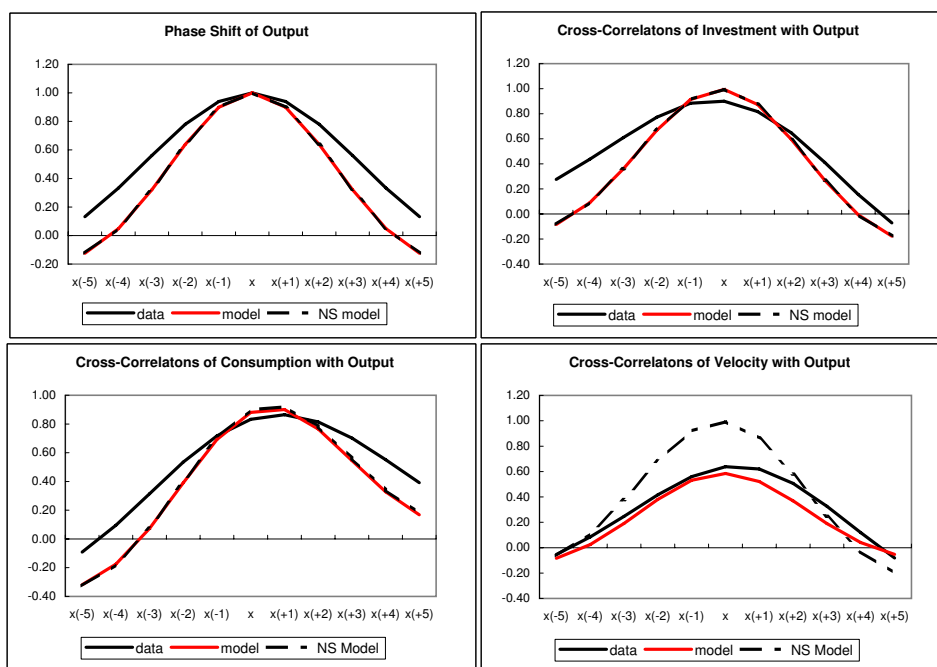 Phase Shift of Output
1.20
1.00
0.80
0.60
0.40
0.20
0.00
-0.20
x(-5) x(-4) x(-3) x(-2) x(-1) x x(+1) x(+2) x(+3) x(+4) x(+5)
data model NS model
Cross-Correlatons of Investment with Output
1.20
1.00
0.80
0.60
0.40
0.20
0.00
-0.20
-0.40
x(-5) x(-4) x(-3) x(-2) x(-1) x x(+1) x(+2) x(+3) x(+4) x(+5)
data model NS model
Cross-Correlatons of Consumption with Output
1.00
0.80
0.60
0.40
0.20
0.00
-0.20
-0.40
x(-5) x(-4) x(-3) x(-2) x(-1) x x(+1) x(+2) x(+3) x(+4) x(+5)
data model NS Model
Cross-Correlatons of Velocity with Output
1.20
1.00
0.80
0.60
0.40
0.20
0.00
-0.20
-0.40
x(-5) x(-4) x(-3) x(-2) x(-1) x x(+1) x(+2) x(+3) x(+4) x(+5)
data model NS Model